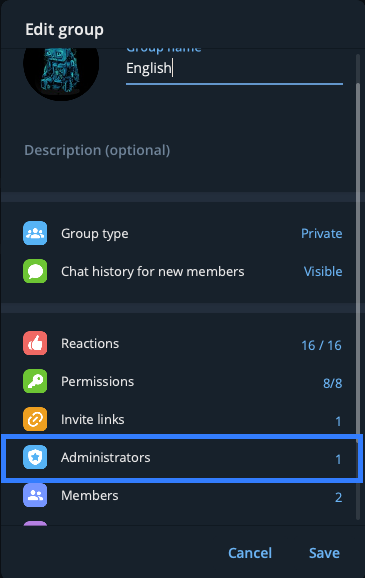 Edit group
Group name
English
Description (optional)
Group type Private
Chat history for new members Visible
Reactions 16 / 16
Permissions 8/8
Invite links 1
Administrators 1
Members 2
Cancel Save